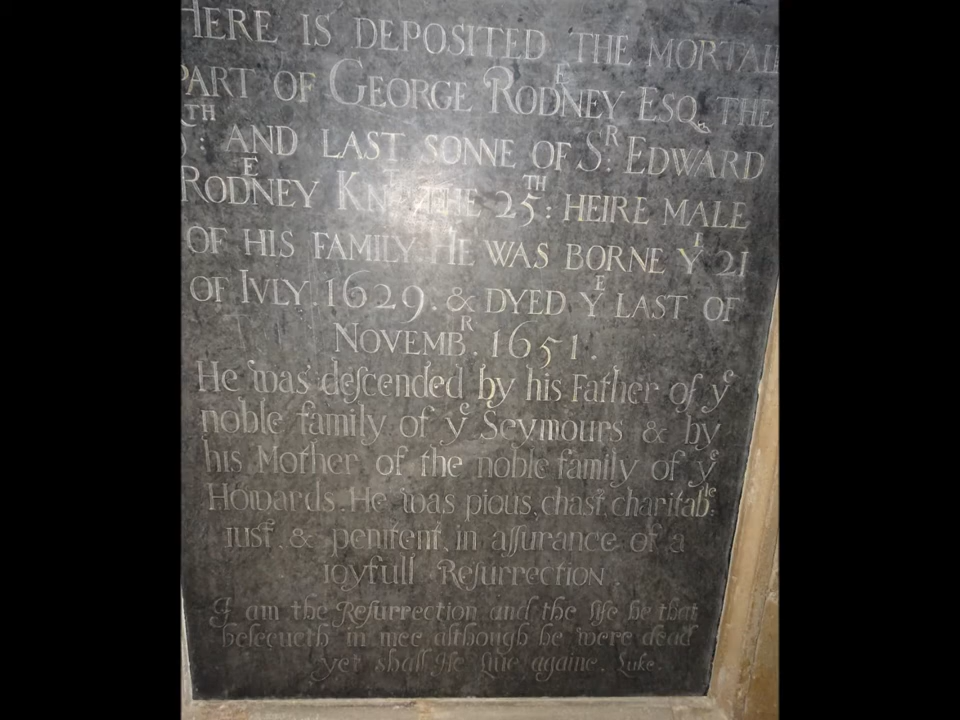 HERE IS DEPOSITED THE MORTALL
PART OF GEORGE RODNEY ESQ THE
TH: AND LAST SONNE OF SR. EDWARD
RODNEY KNT THE 25TH: HEIRE MALE
OF HIS FAMILY. HE WAS BORNE YE 21
OF IVLY. 1629. & DYED YE LAST OF
NOVEMBR. 1651.
He was deſcended by his Father of ye
noble family of ye Seymours & by
his Mother of the noble family of ye
Howards. He was pious, chast, charitable:
iust, & penitent, in aſſurance of a
ioyfull Reſurrection.
I am the Reſurrection and the life he that
beleeueth in mee although he were dead
yet shall He liue againe. Luke.